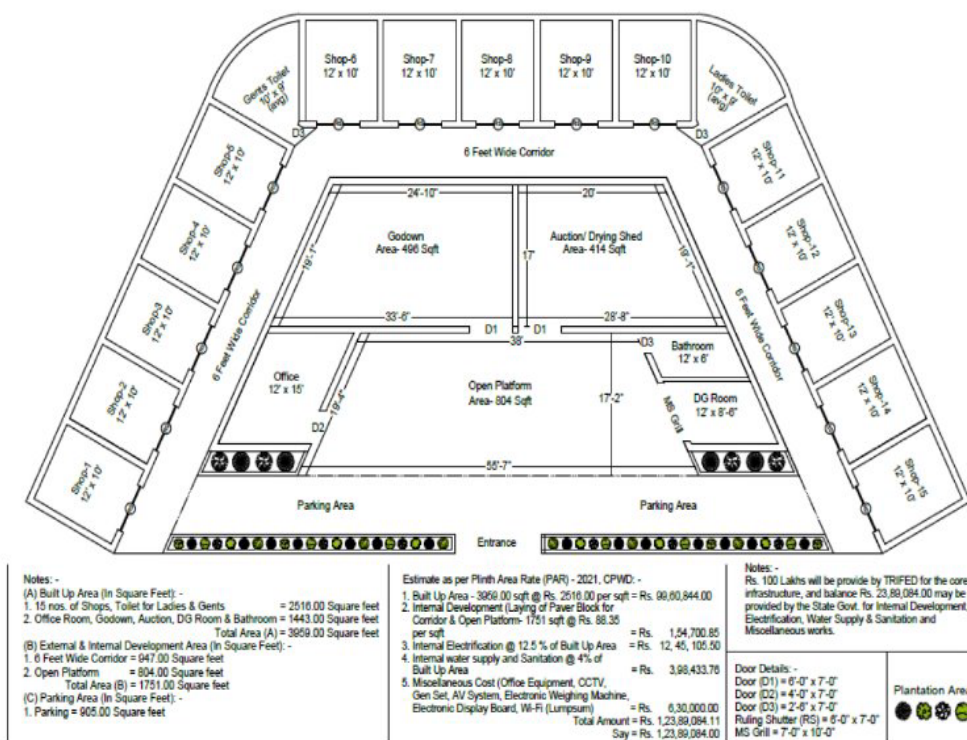 Shop-6
12' x 10'
Shop-7
12' x 10'
Shop-8
12' x 10'
Shop-9
12' x 10'
Shop-10
12' x 10'
Gents Toilet
10' x 9'
(avg)
Ladies Toilet
10' x 9'
(avg)
D3
D3
6 Feet Wide Corridor
Shop-5
12' x 10'
Shop-4
12' x 10'
Shop-3
12' x 10'
Shop-2
12' x 10'
Shop-1
12' x 10'
Shop-11
12' x 10'
Shop-12
12' x 10'
Shop-13
12' x 10'
Shop-14
12' x 10'
Shop-15
12' x 10'
6 Feet Wide Corridor
6 Feet Wide Corridor
24'-10"
20'
Godown
Area- 496 Sqft
Auction/ Drying Shed
Area- 414 Sqft
19'-1"
17'
19'-1"
33'-6"
28'-8"
D1
D1
38'
D3
Bathroom
12' x 6'
Office
12' x 15'
19'-4"
D2
Open Platform
Area- 804 Sqft
17'-2"
MS Grill
DG Room
12' x 8'-6"
55'-7"
Parking Area
Parking Area
Entrance
Notes: -
(A) Built Up Area (In Square Feet): -
1. 15 nos. of Shops, Toilet for Ladies & Gents = 2516.00 Square feet
2. Office Room, Godown, Auction, DG Room & Bathroom = 1443.00 Square feet
Total Area (A) = 3959.00 Square feet
(B) External & Internal Development Area (In Square Feet): -
1. 6 Feet Wide Corridor = 947.00 Square feet
2. Open Platform = 804.00 Square feet
Total Area (B) = 1751.00 Square feet
(C) Parking Area (In Square Feet): -
1. Parking = 905.00 Square feet
Estimate as per Plinth Area Rate (PAR) - 2021, CPWD: -
1. Built Up Area - 3959.00 sqft @ Rs. 2516.00 per sqft = Rs. 99,60,844.00
2. Internal Development (Laying of Paver Block for
Corridor & Open Platform- 1751 sqft @ Rs. 88.35
per sqft) = Rs. 1,54,700.85
3. Internal Electrification @ 12.5 % of Built Up Area = Rs. 12, 45, 105.50
4. Internal water supply and Sanitation @ 4% of
Built Up Area = Rs. 3,98,433.76
5. Miscellaneous Cost (Office Equipment, CCTV,
Gen Set, AV System, Electronic Weighing Machine,
Electronic Display Board, Wi-Fi (Lumpsum) = Rs. 6,30,000.00
Total Amount = Rs. 1,23,89,084.11
Say = Rs. 1,23,89,084.00
Notes: -
Rs. 100 Lakhs will be provide by TRIFED for the core
infrastructure, and balance Rs. 23,89,084.00 may be
provided by the State Govt. for Internal Development,
Electrification, Water Supply & Sanitation and
Miscellaneous works.
Door Details: -
Door (D1) = 6'-0" x 7'-0"
Door (D2) = 4'-0" x 7'-0"
Door (D3) = 2'-6" x 7'-0"
Ruling Shutter (RS) = 6'-0" x 7'-0"
MS Grill = 7'-0" x 10'-0"
Plantation Area